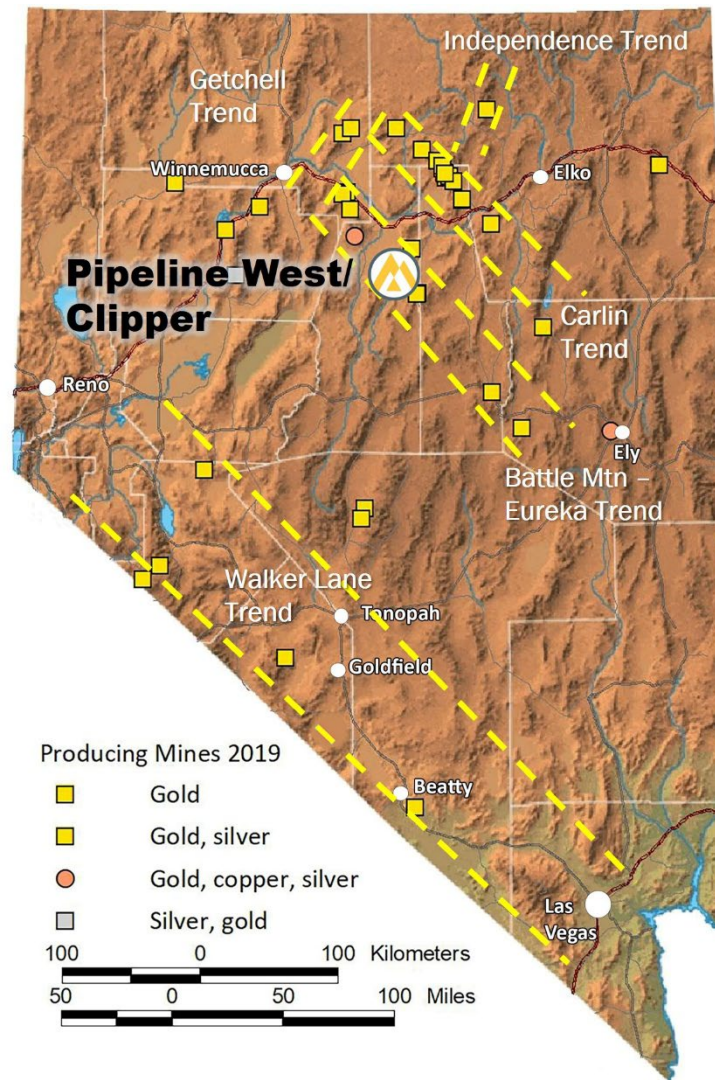 Independence Trend
Getchell
Trend
Winnemucca
Elko
Pipeline West/
Clipper
Carlin
Trend
Reno
Ely
Battle Mtn –
Eureka Trend
Walker Lane
Trend
Tonopah
Goldfield
Producing Mines 2019
Gold
Gold, silver
Gold, copper, silver
Silver, gold
Beatty
Las
Vegas
100 0 100 Kilometers
50 0 50 100 Miles